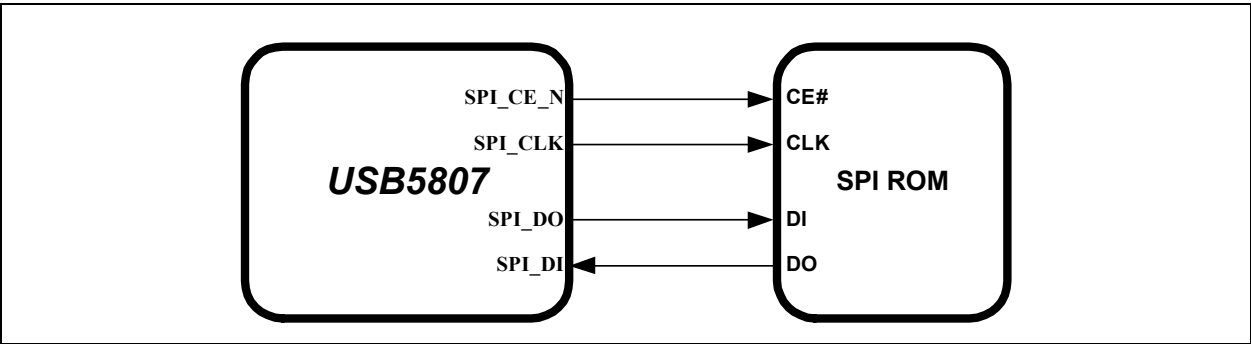 SPI_CE_N CE#
SPI_CLK CLK
USB5807 SPI ROM
SPI_DO DI
SPI_DI DO